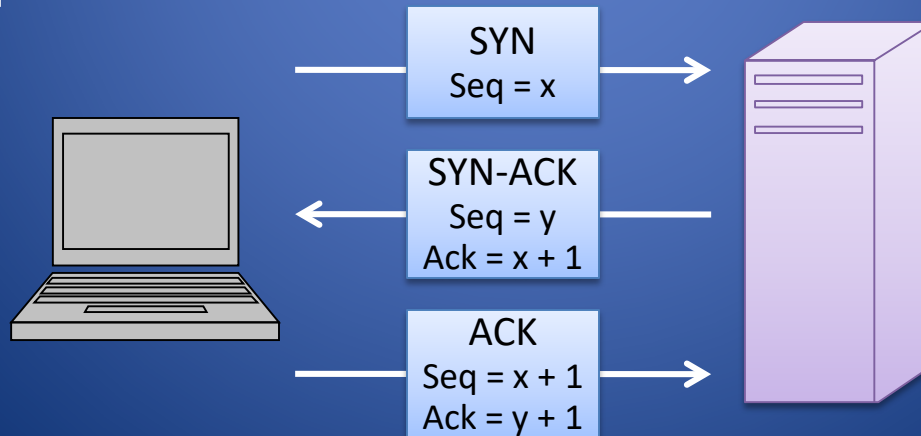 SYN
Seq = x
SYN-ACK
Seq = y
Ack = x + 1
ACK
Seq = x + 1
Ack = y + 1